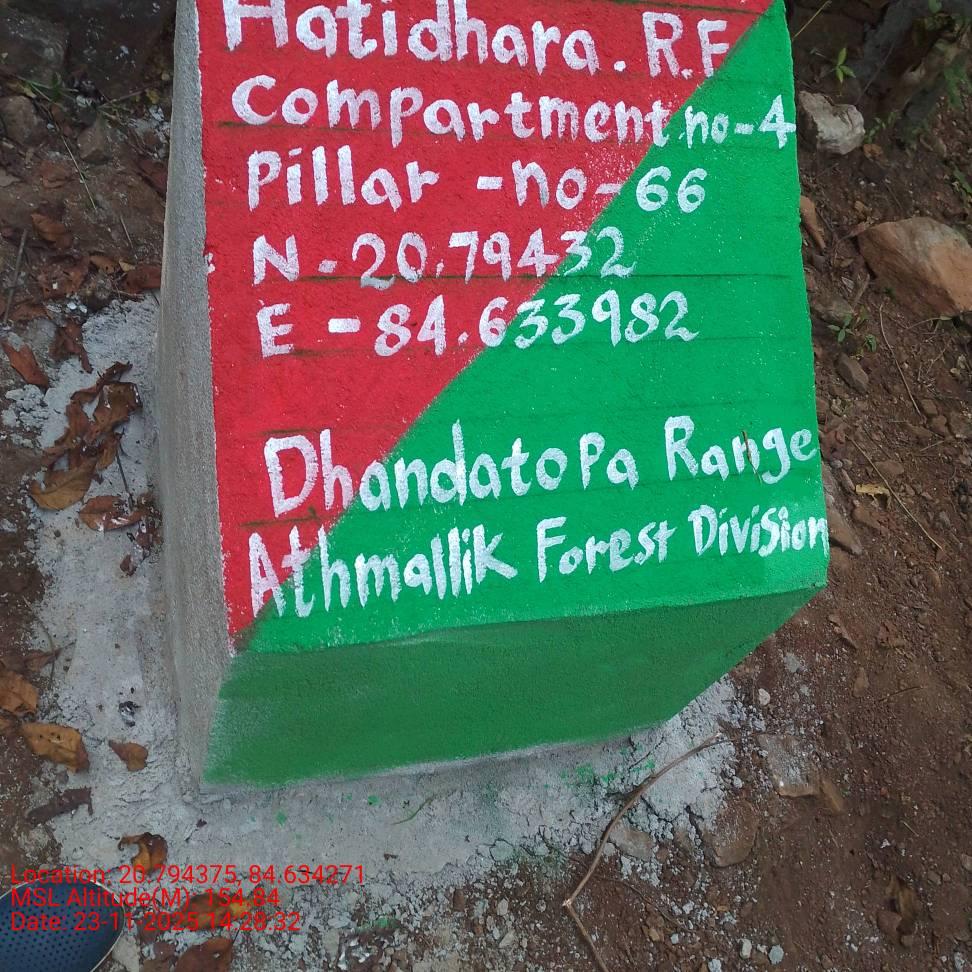 Hatidhara. R.F
Compartment no-4
Pillar -no-66
N - 20.79432
E - 84.633982
Dhandatopa Range
Athmallik Forest Division
Location: 20.794375, 84.634271
MSL Altitude(M): 154.84
Date: 23-11-2025 14:28:32